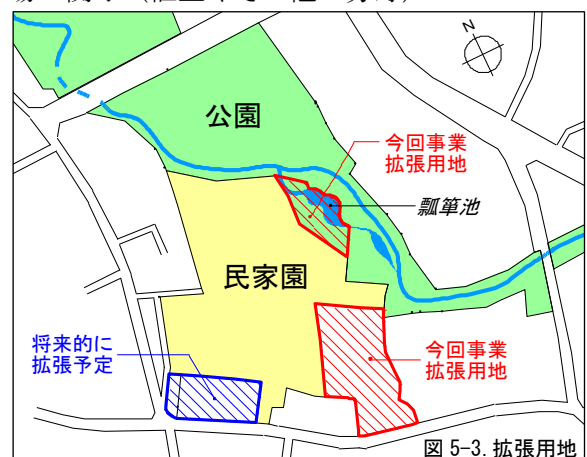 N
公園
今回事業
拡張用地
瓢箪池
民家園
将来的に
拡張予定
今回事業
拡張用地
図 5-3. 拡張用地